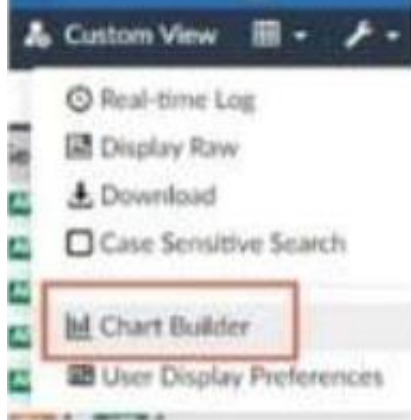 Custom View
Real-time Log
Display Raw
Download
Case Sensitive Search
Chart Builder
User Display Preferences